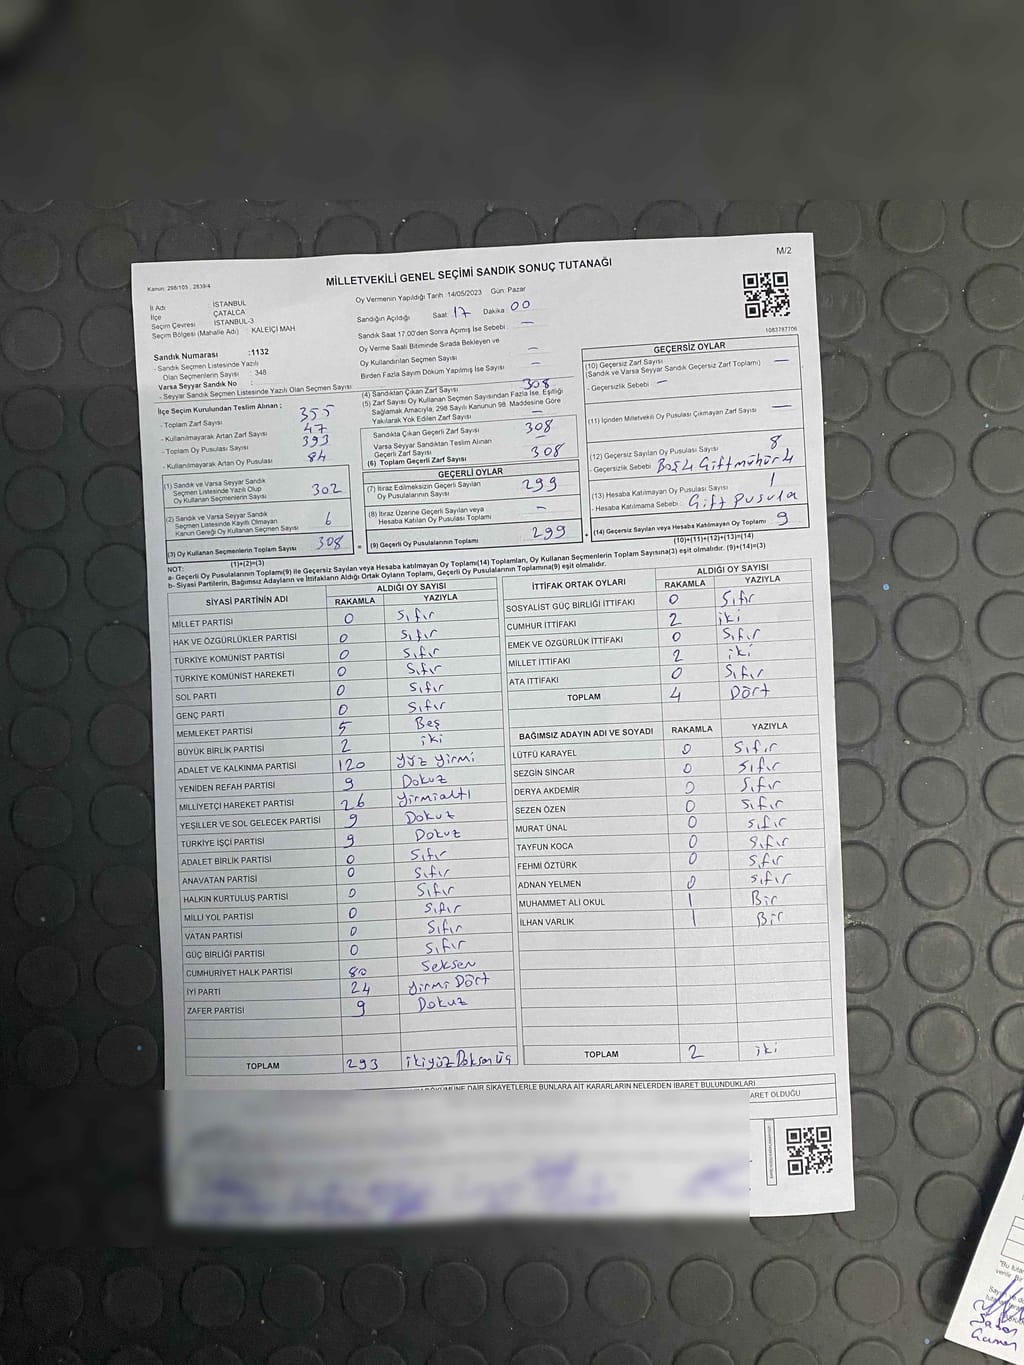 M/2
MİLLETVEKİLİ GENEL SEÇİMİ SANDIK SONUÇ TUTANAĞI
Kanun: 298/105 , 2839/4
İl Adı : İSTANBUL
İlçe : ÇATALCA
Seçim Çevresi : İSTANBUL-3
Seçim Bölgesi (Mahalle Adı) : KALEİÇİ MAH
Sandık Numarası :1132
- Sandık Seçmen Listesinde Yazılı
Olan Seçmenlerin Sayısı : 348
Varsa Seyyar Sandık No :
- Seyyar Sandık Seçmen Listesinde Yazılı Olan Seçmen Sayısı
İlçe Seçim Kurulundan Teslim Alınan ;
- Toplam Zarf Sayısı 355
- Kullanılmayarak Artan Zarf Sayısı 47
- Toplam Oy Pusulası Sayısı 393
- Kullanılmayarak Artan Oy Pusulası 84
(1) Sandık ve Varsa Seyyar Sandık
Seçmen Listesinde Yazılı Olup
Oy Kullanan Seçmenlerin Sayısı 302
(2) Sandık ve Varsa Seyyar Sandık
Seçmen Listesinde Kayıtlı Olmayan
Kanun Gereği Oy Kullanan Seçmen Sayısı 6
(3) Oy Kullanan Seçmenlerin Toplam Sayısı 308
(1)+(2)=(3)
Oy Vermenin Yapıldığı Tarih :14/05/2023 Gün: Pazar
Sandığın Açıldığı Saat: 17 Dakika 00
Sandık Saat 17.00'den Sonra Açımış İse Sebebi : —
Oy Verme Saati Bitiminde Sırada Bekleyen ve
Oy Kullandırılan Seçmen Sayısı —
Birden Fazla Sayım Döküm Yapılmış İse Sayısı —
(4) Sandıktan Çıkan Zarf Sayısı 308
(5) Zarf Sayısı Oy Kullanan Seçmen Sayısından Fazla İse, Eşitliği
Sağlamak Amacıyla, 298 Sayılı Kanunun 98. Maddesine Göre
Yakılarak Yok Edilen Zarf Sayısı —
Sandıkta Çıkan Geçerli Zarf Sayısı 308
Varsa Seyyar Sandıktan Teslim Alınan
Geçerli Zarf Sayısı —
(6) Toplam Geçerli Zarf Sayısı 308
GEÇERLİ OYLAR
(7) İtiraz Edilmeksizin Geçerli Sayılan
Oy Pusulalarının Sayısı 299
(8) İtiraz Üzerine Geçerli Sayılan veya
Hesaba Katılan Oy Pusulası Toplamı —
= (9) Geçerli Oy Pusulalarının Toplamı 299
1083787706
GEÇERSİZ OYLAR
(10) Geçersiz Zarf Sayısı
(Sandık ve Varsa Seyyar Sandık Geçersiz Zarf Toplamı) —
- Geçersizlik Sebebi —
(11) İçinden Milletvekili Oy Pusulası Çıkmayan Zarf Sayısı —
(12) Geçersiz Sayılan Oy Pusulası Sayısı 8
- Geçersizlik Sebebi Boş4 Çiftmühür4
(13) Hesaba Katılmayan Oy Pusulası Sayısı 1
- Hesaba Katılmama Sebebi : Çift Pusula
+ (14) Geçersiz Sayılan veya Hesaba Katılmayan Oy Toplamı 9
(10)+(11)+(12)+(13)=(14)
NOT:
a- Geçerli Oy Pusulalarının Toplamı(9) ile Geçersiz Sayılan veya Hesaba katılmayan Oy Toplamı(14) Toplamları, Oy Kullanan Seçmenlerin Toplam Sayısına(3) eşit olmalıdır. (9)+(14)=(3)
b- Siyasi Partilerin, Bağımsız Adayların ve İttifakların Aldığı Ortak Oyların Toplamı, Geçerli Oy Pusulalarının Toplamına(9) eşit olmalıdır.
SİYASİ PARTİNİN ADI ALDIĞI OY SAYISI
RAKAMLA YAZIYLA
MİLLET PARTİSİ 0 Sıfır
HAK VE ÖZGÜRLÜKLER PARTİSİ 0 Sıfır
TÜRKİYE KOMÜNİST PARTİSİ 0 Sıfır
TÜRKİYE KOMÜNİST HAREKETİ 0 Sıfır
SOL PARTİ 0 Sıfır
GENÇ PARTİ 0 Sıfır
MEMLEKET PARTİSİ 5 Beş
BÜYÜK BİRLİK PARTİSİ 2 iki
ADALET VE KALKINMA PARTİSİ 120 yüz yirmi
YENİDEN REFAH PARTİSİ 9 Dokuz
MİLLİYETÇİ HAREKET PARTİSİ 26 yirmialtı
YEŞİLLER VE SOL GELECEK PARTİSİ 9 Dokuz
TÜRKİYE İŞÇİ PARTİSİ 9 Dokuz
ADALET BİRLİK PARTİSİ 0 Sıfır
ANAVATAN PARTİSİ 0 Sıfır
HALKIN KURTULUŞ PARTİSİ 0 Sıfır
MİLLİ YOL PARTİSİ 0 Sıfır
VATAN PARTİSİ 0 Sıfır
GÜÇ BİRLİĞİ PARTİSİ 0 Sıfır
CUMHURİYET HALK PARTİSİ 80 Seksen
İYİ PARTİ 24 yirmi Dört
ZAFER PARTİSİ 9 Dokuz
TOPLAM 293 ikiyüz Doksan üç
İTTİFAK ORTAK OYLARI ALDIĞI OY SAYISI
RAKAMLA YAZIYLA
SOSYALİST GÜÇ BİRLİĞİ İTTİFAKI 0 Sıfır
CUMHUR İTTİFAKI 2 iki
EMEK VE ÖZGÜRLÜK İTTİFAKI 0 Sıfır
MİLLET İTTİFAKI 2 iki
ATA İTTİFAKI 0 Sıfır
TOPLAM 4 Dört
BAĞIMSIZ ADAYIN ADI VE SOYADI RAKAMLA YAZIYLA
LÜTFÜ KARAYEL 0 Sıfır
SEZGİN SİNCAR 0 Sıfır
DERYA AKDEMİR 0 Sıfır
SEZEN ÖZEN 0 Sıfır
MURAT ÜNAL 0 Sıfır
TAYFUN KOCA 0 Sıfır
FEHMİ ÖZTÜRK 0 Sıfır
ADNAN YELMEN 0 Sıfır
MUHAMMET ALİ OKUL 1 Bir
İLHAN VARLIK 1 Bir
TOPLAM 2 iki
DÖKÜMÜNE DAİR ŞİKAYETLERLE BUNLARA AİT KARARLARIN NELERDEN İBARET BULUNDUKLARI
ARET OLDUĞU